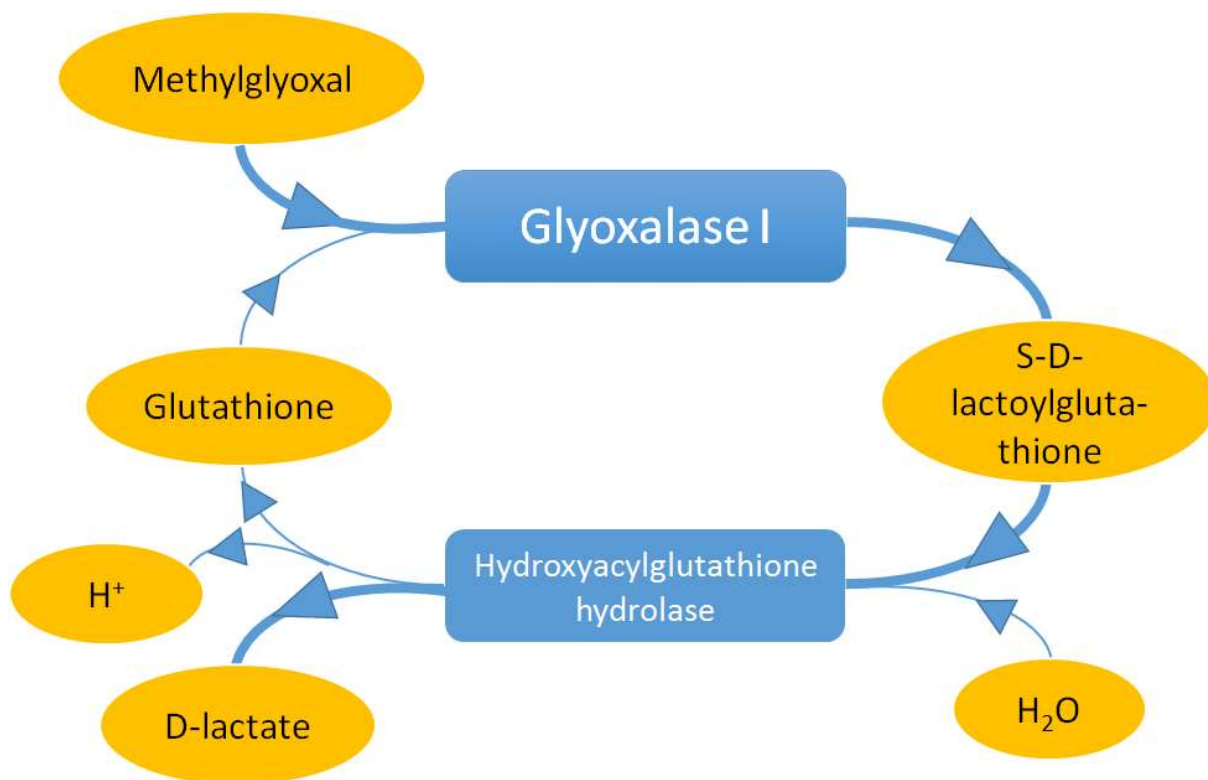 Methylglyoxal
Glyoxalase I
S-D-
lactoylgluta-
thione
Glutathione
Hydroxyacylglutathione
hydrolase
H⁺
D-lactate
H₂O